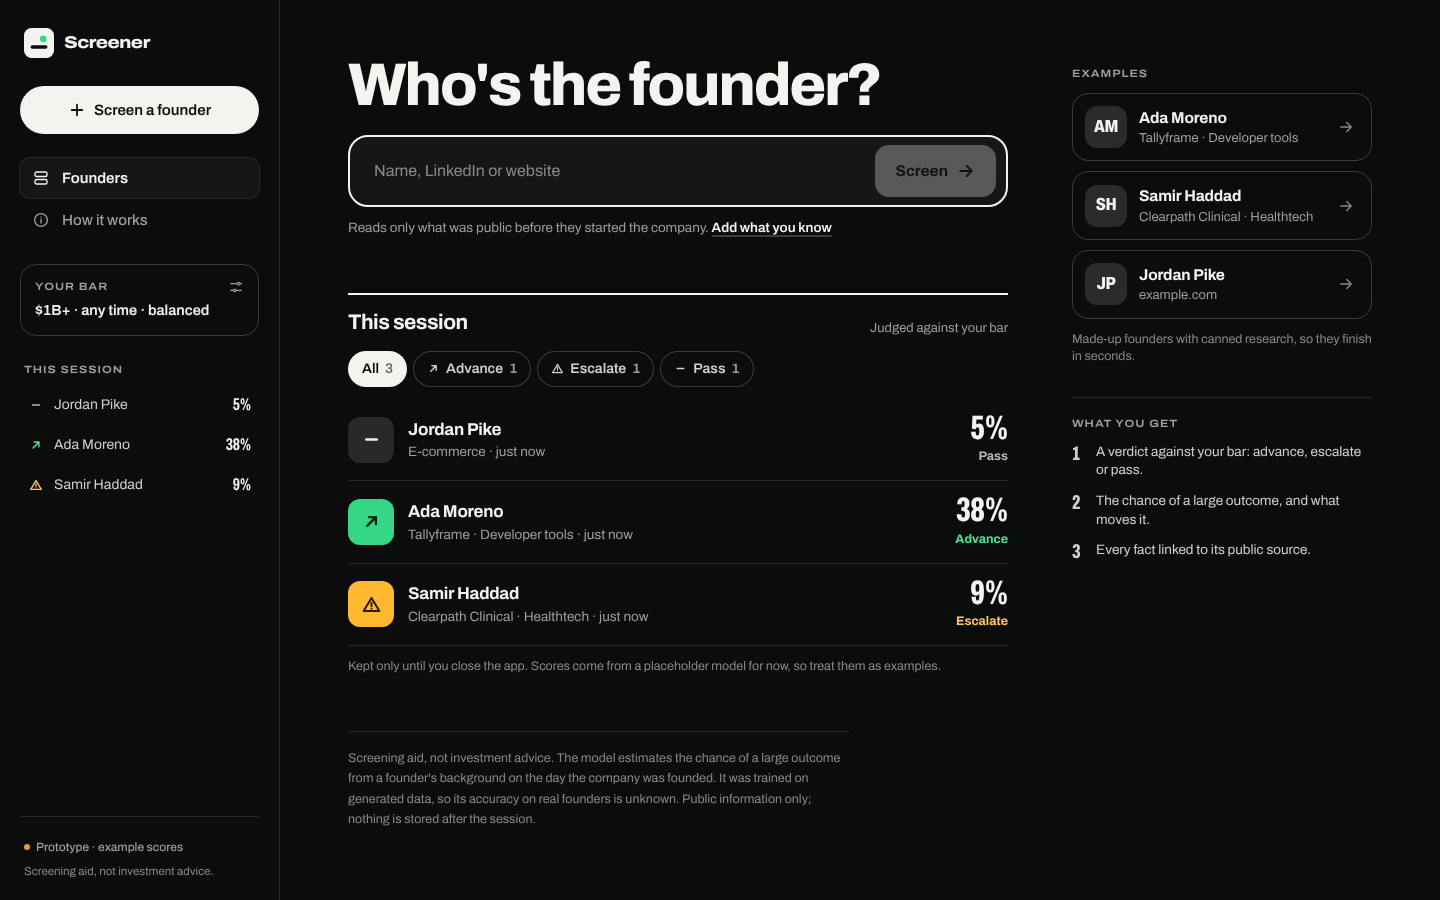 Screener
Screen a founder
Founders
How it works
YOUR BAR
$1B+ · any time · balanced
THIS SESSION
Jordan Pike 5%
Ada Moreno 38%
Samir Haddad 9%
Prototype · example scores
Screening aid, not investment advice.
Who's the founder?
Name, LinkedIn or website
Screen
Reads only what was public before they started the company. Add what you know
This session
Judged against your bar
All 3
Advance 1
Escalate 1
Pass 1
Jordan Pike
E-commerce · just now
5%
Pass
Ada Moreno
Tallyframe · Developer tools · just now
38%
Advance
Samir Haddad
Clearpath Clinical · Healthtech · just now
9%
Escalate
Kept only until you close the app. Scores come from a placeholder model for now, so treat them as examples.
Screening aid, not investment advice. The model estimates the chance of a large outcome
from a founder's background on the day the company was founded. It was trained on
generated data, so its accuracy on real founders is unknown. Public information only;
nothing is stored after the session.
EXAMPLES
AM
Ada Moreno
Tallyframe · Developer tools
SH
Samir Haddad
Clearpath Clinical · Healthtech
JP
Jordan Pike
example.com
Made-up founders with canned research, so they finish
in seconds.
WHAT YOU GET
1 A verdict against your bar: advance, escalate
or pass.
2 The chance of a large outcome, and what
moves it.
3 Every fact linked to its public source.